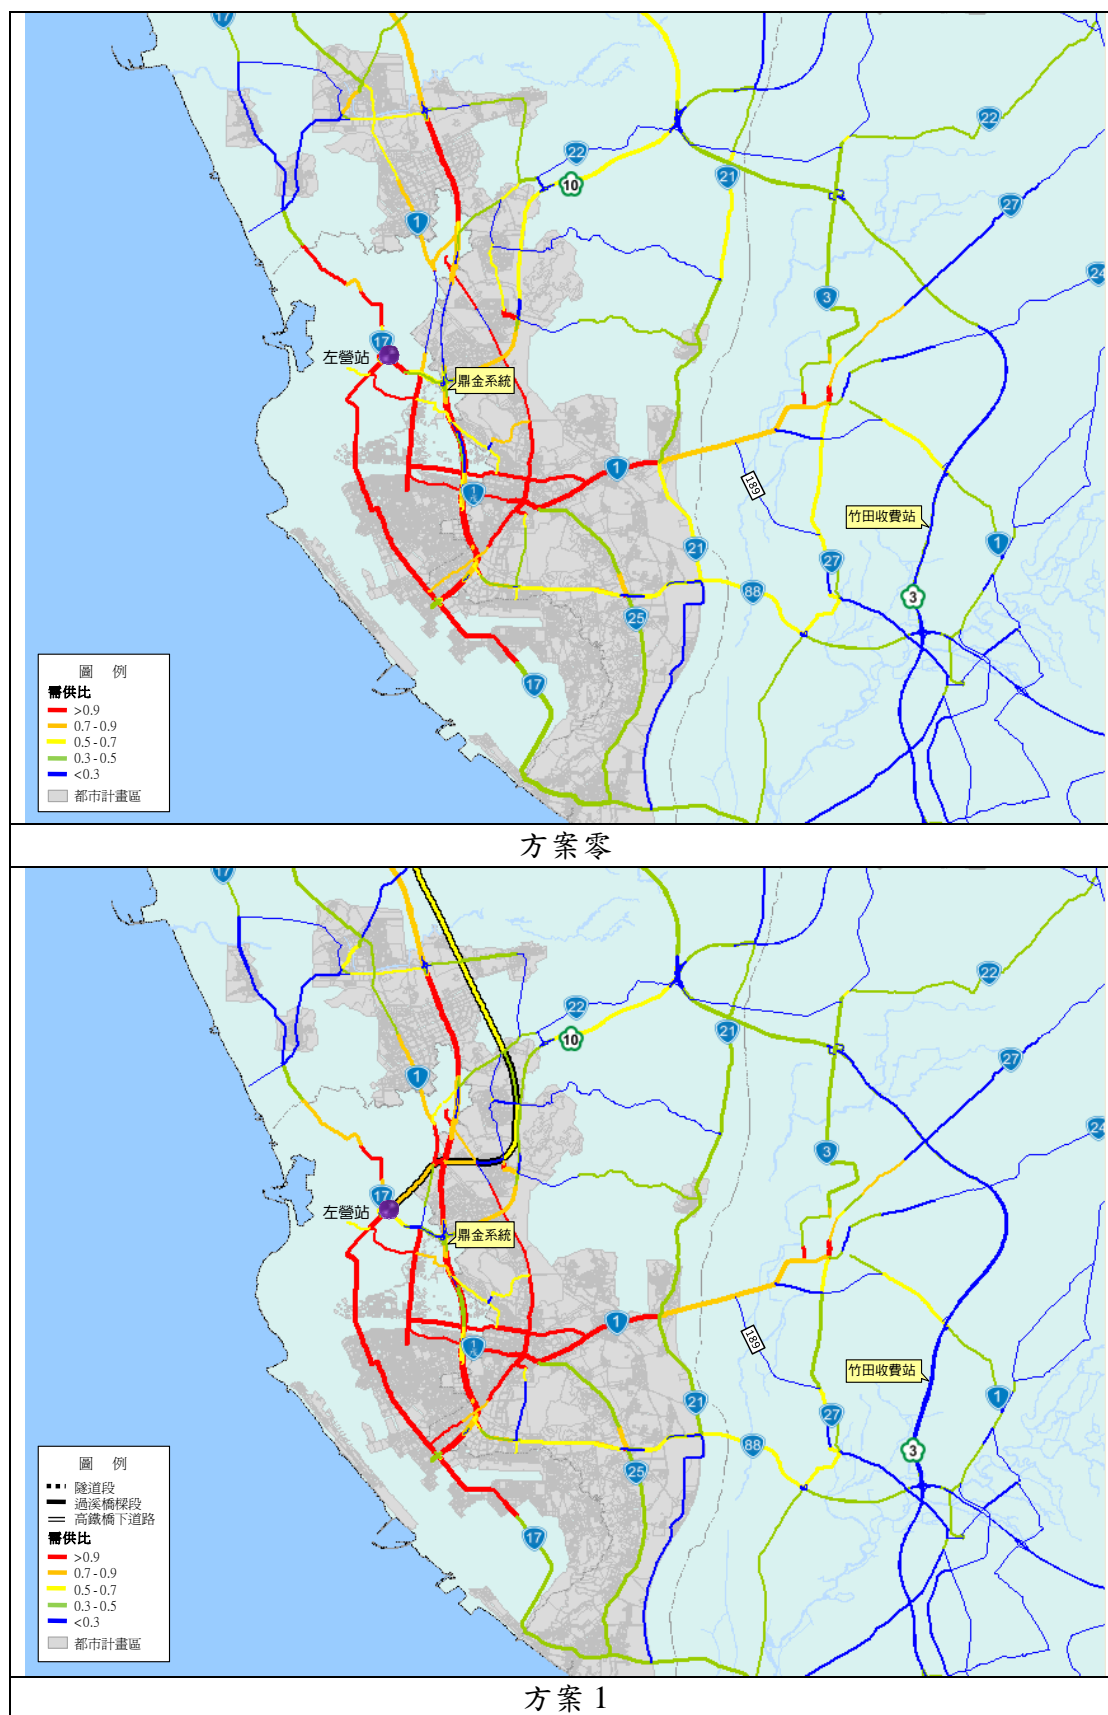 17
22
22
10
21
27
1
3
24
17
左營站
鼎金系統
1
1
189
竹田收費站
21
27
1
88
3
25
17
圖 例
需供比
>0.9
0.7-0.9
0.5-0.7
0.3-0.5
<0.3
都市計畫區
方案零
17
22
22
10
21
27
1
3
24
17
左營站
鼎金系統
1
1
189
竹田收費站
21
27
1
88
3
25
17
圖 例
隧道段
過溪橋樑段
高鐵橋下道路
需供比
>0.9
0.7-0.9
0.5-0.7
0.3-0.5
<0.3
都市計畫區
方案 1